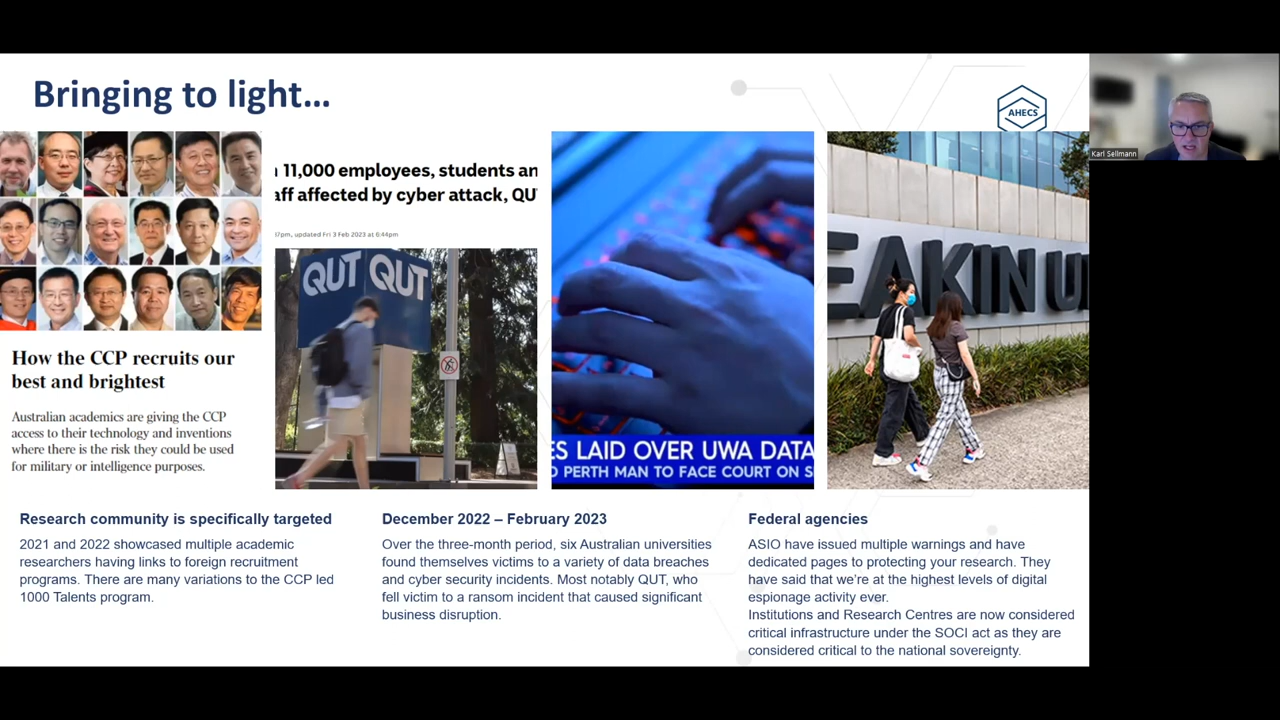 Bringing to light...
AHECS
Karl Sellmann
11,000 employees, students an
aff affected by cyber attack, QU
7pm, updated Fri 3 Feb 2023 at 6:44pm
QUT QUT
ES LAID OVER UWA DATA
PERTH MAN TO FACE COURT ON S
EAKIN U
How the CCP recruits our
best and brightest
Australian academics are giving the CCP
access to their technology and inventions
where there is the risk they could be used
for military or intelligence purposes.
Research community is specifically targeted
2021 and 2022 showcased multiple academic
researchers having links to foreign recruitment
programs. There are many variations to the CCP led
1000 Talents program.
December 2022 – February 2023
Over the three-month period, six Australian universities
found themselves victims to a variety of data breaches
and cyber security incidents. Most notably QUT, who
fell victim to a ransom incident that caused significant
business disruption.
Federal agencies
ASIO have issued multiple warnings and have
dedicated pages to protecting your research. They
have said that we're at the highest levels of digital
espionage activity ever.
Institutions and Research Centres are now considered
critical infrastructure under the SOCI act as they are
considered critical to the national sovereignty.